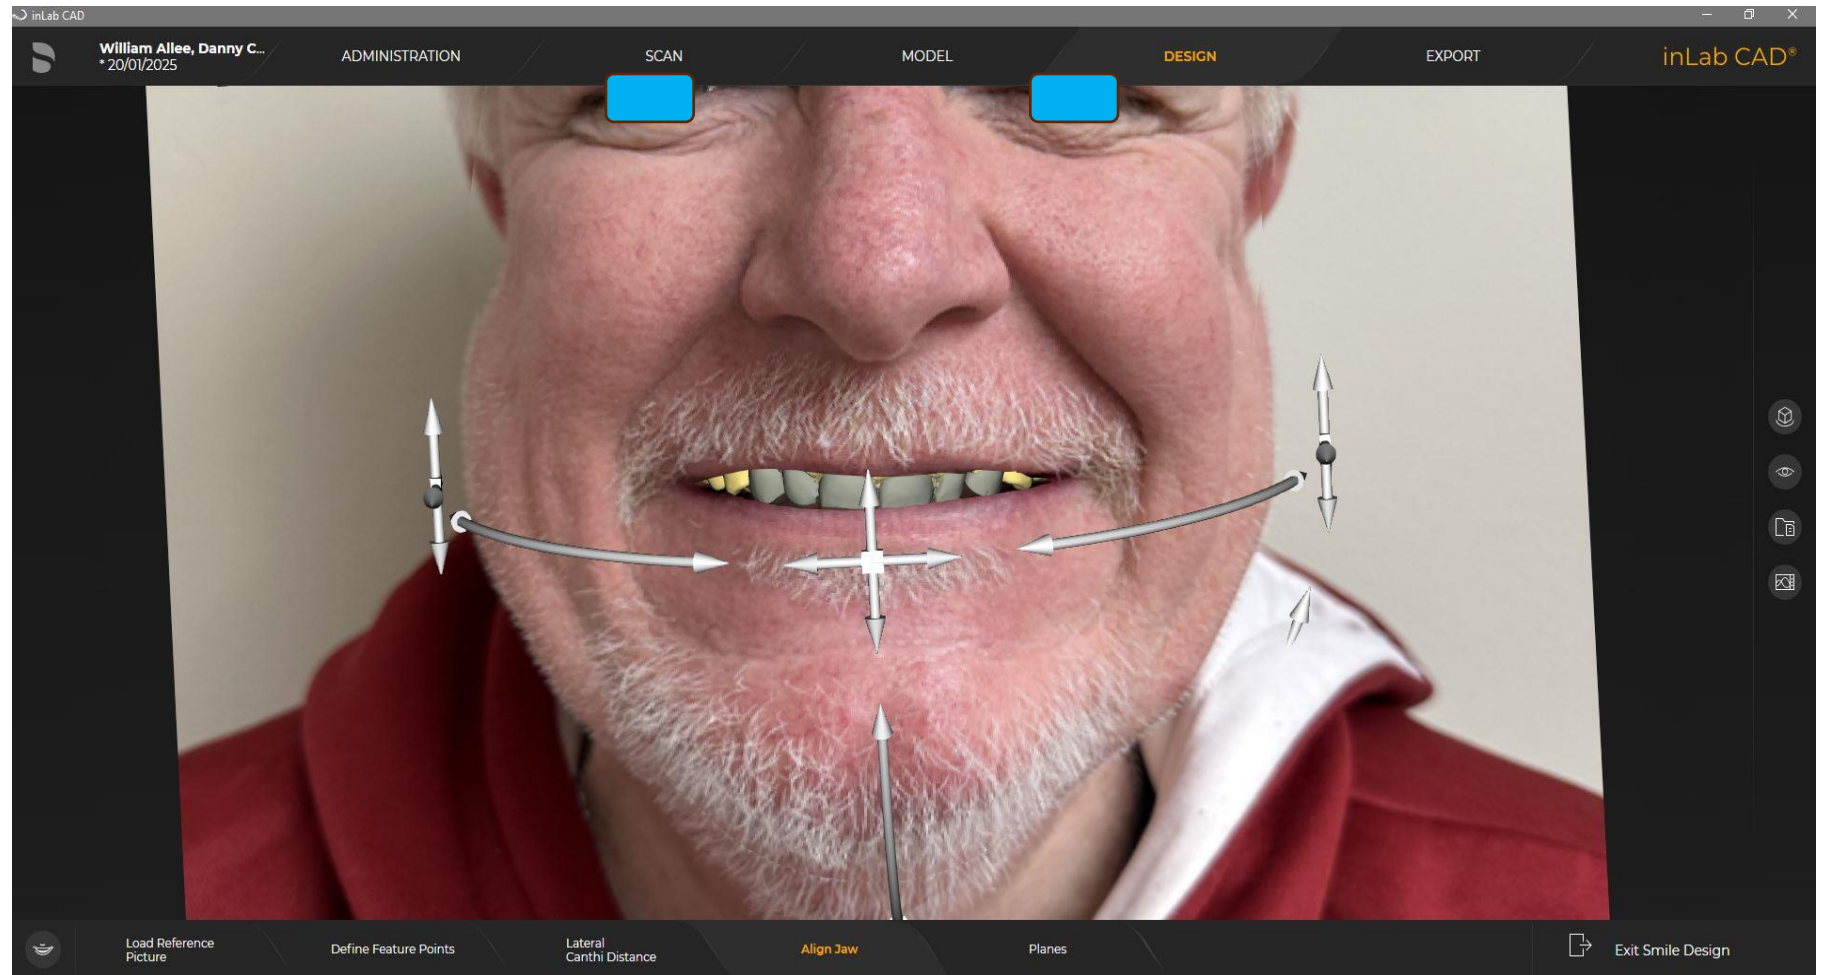 inLab CAD
William Allee, Danny C...
* 20/01/2025
ADMINISTRATION
SCAN
MODEL
DESIGN
EXPORT
inLab CAD®
Load Reference
Picture
Define Feature Points
Lateral
Canthi Distance
Align Jaw
Planes
Exit Smile Design